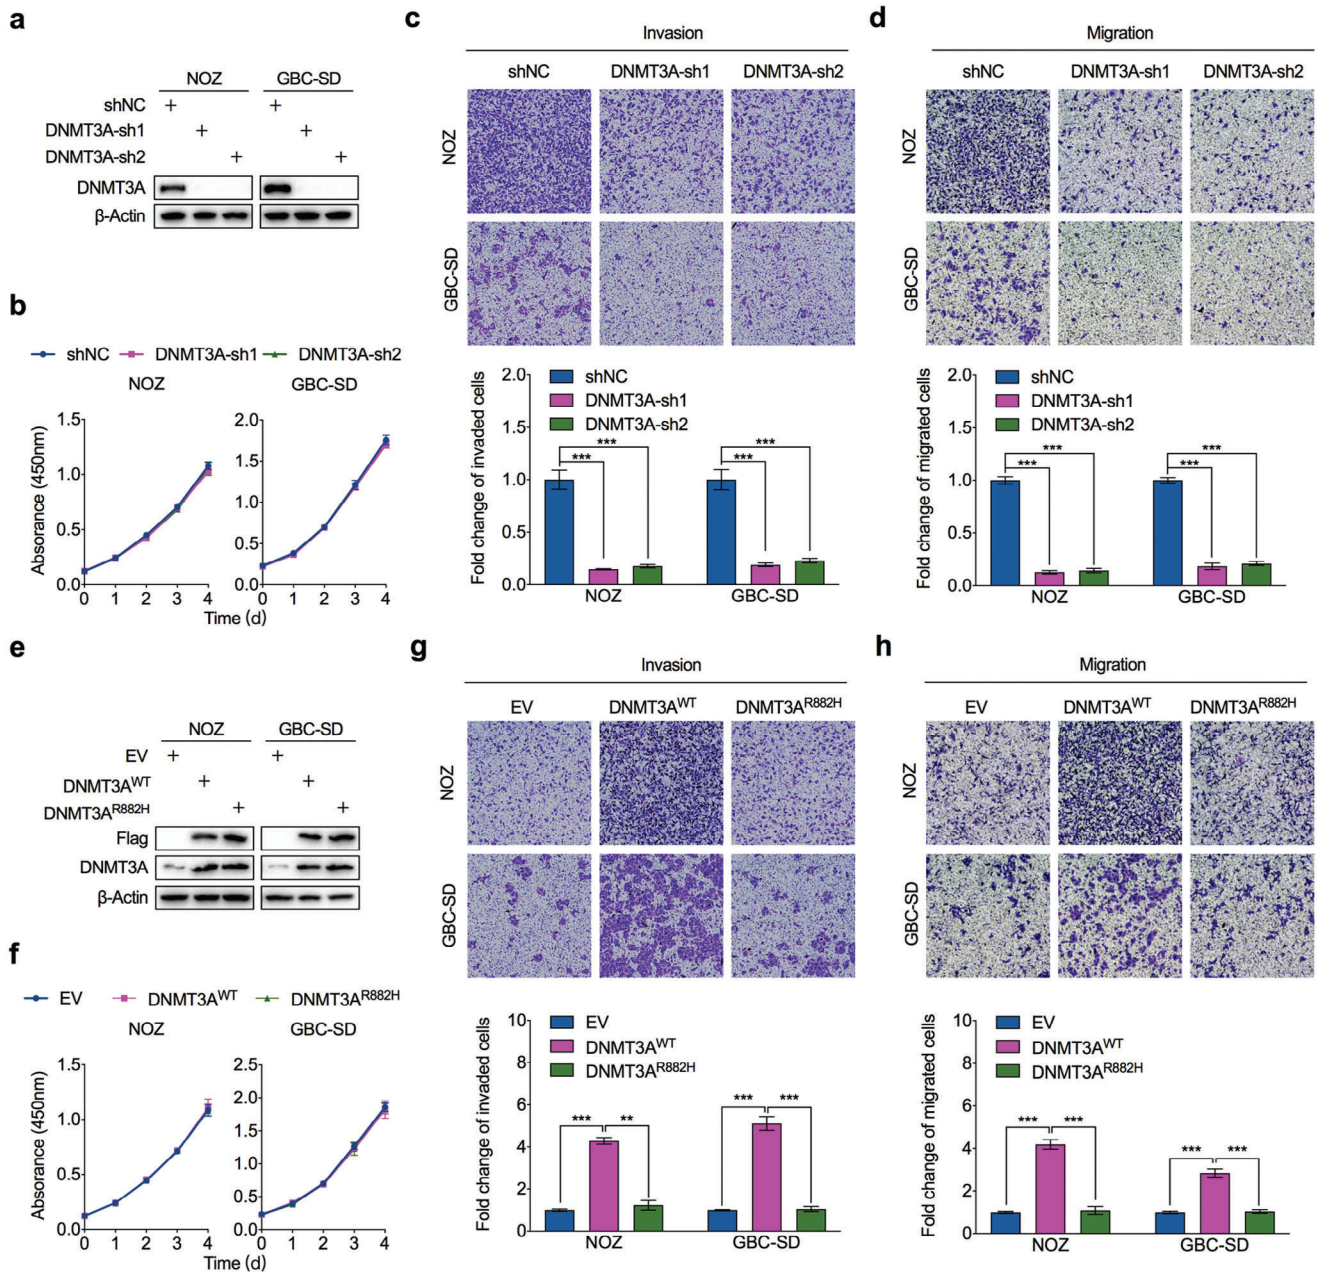 a
NOZ GBC-SD
shNC + +
DNMT3A-sh1 + +
DNMT3A-sh2 + +
DNMT3A
β-Actin
b
shNC DNMT3A-sh1 DNMT3A-sh2
NOZ GBC-SD
Absorance (450nm)
1.5
1.0
0.5
0.0
0 1 2 3 4
2.0
1.5
1.0
0.5
0.0
0 1 2 3 4
Time (d)
c
Invasion
shNC DNMT3A-sh1 DNMT3A-sh2
NOZ
GBC-SD
Fold change of invaded cells
2.0
1.5
1.0
0.5
0.0
shNC
DNMT3A-sh1
DNMT3A-sh2
*** ***
*** ***
NOZ GBC-SD
d
Migration
shNC DNMT3A-sh1 DNMT3A-sh2
NOZ
GBC-SD
Fold change of migrated cells
2.0
1.5
1.0
0.5
0.0
shNC
DNMT3A-sh1
DNMT3A-sh2
*** ***
*** ***
NOZ GBC-SD
e
NOZ GBC-SD
EV + +
DNMT3A^WT + +
DNMT3A^R882H + +
Flag
DNMT3A
β-Actin
f
EV DNMT3A^WT DNMT3A^R882H
NOZ GBC-SD
Absorance (450nm)
1.5
1.0
0.5
0.0
0 1 2 3 4
2.5
2.0
1.5
1.0
0.5
0.0
0 1 2 3 4
Time (d)
g
Invasion
EV DNMT3A^WT DNMT3A^R882H
NOZ
GBC-SD
Fold change of invaded cells
10
8
6
4
2
0
EV
DNMT3A^WT
DNMT3A^R882H
*** ** *** ***
NOZ GBC-SD
h
Migration
EV DNMT3A^WT DNMT3A^R882H
NOZ
GBC-SD
Fold change of migrated cells
10
8
6
4
2
0
EV
DNMT3A^WT
DNMT3A^R882H
*** *** *** ***
NOZ GBC-SD